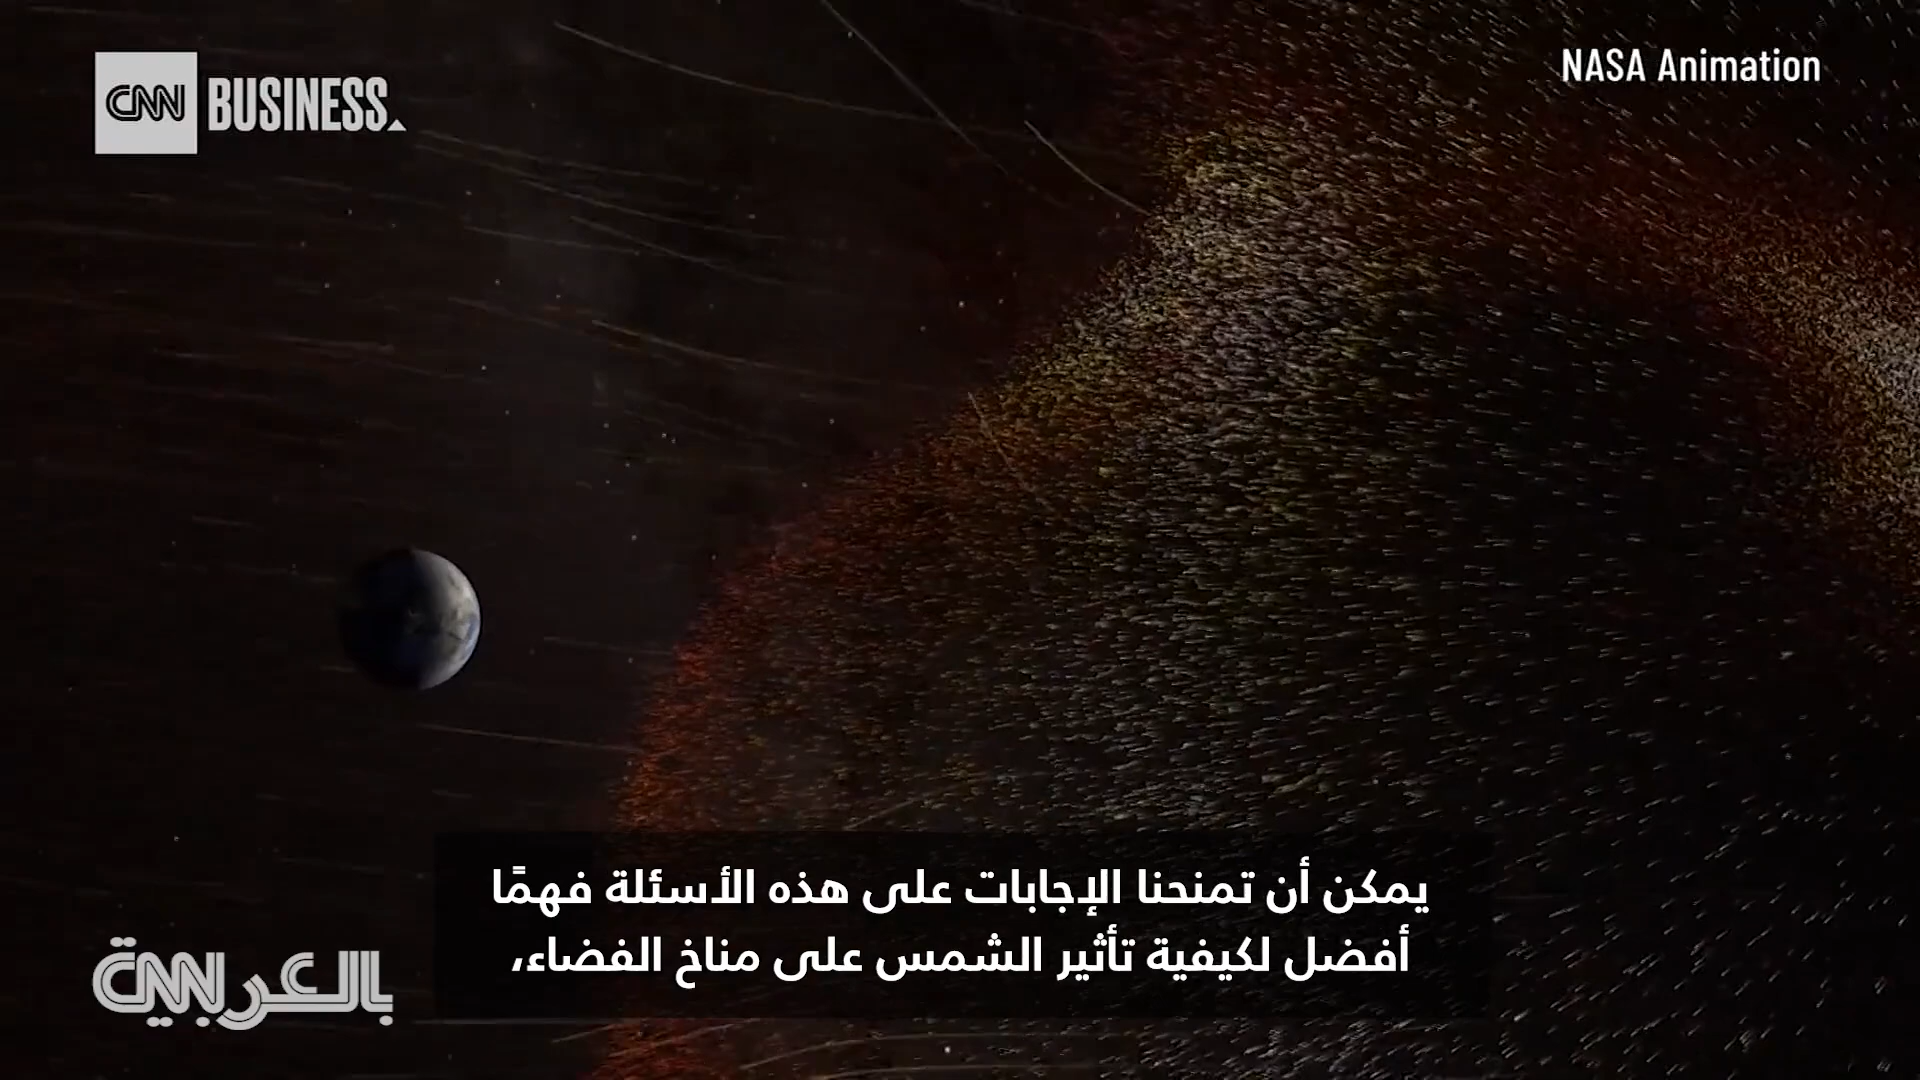 CNN BUSINESS
NASA Animation
يمكن أن تمنحنا الإجابات على هذه الأسئلة فهمًا
أفضل لكيفية تأثير الشمس على مناخ الفضاء،
CNN بالعربية